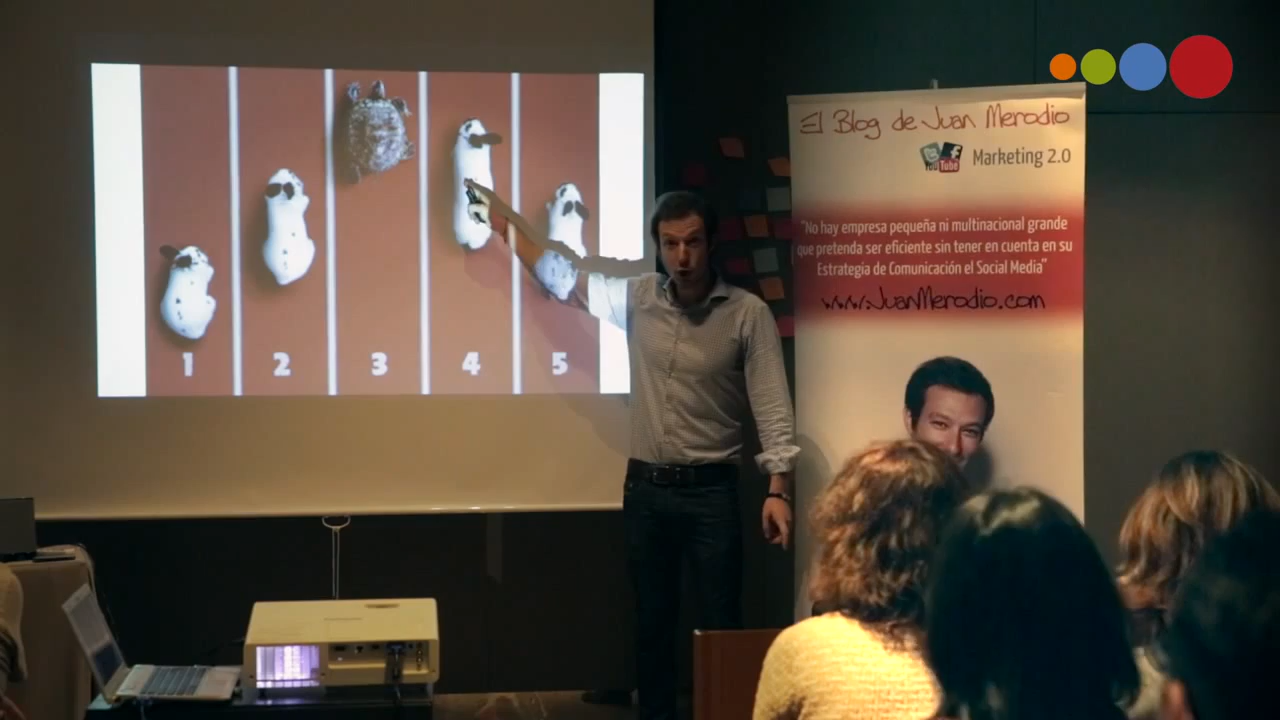 El Blog de Juan Merodio
You Tube
Marketing 2.0
"No hay empresa pequeña ni multinacional grande
que pretenda ser eficiente sin tener en cuenta en su
Estrategia de Comunicación el Social Media"
www.JuanMerodio.com
1 2 3 4 5